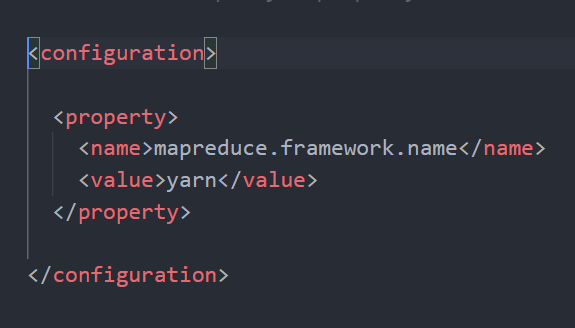 <configuration>
<property>
<name>mapreduce.framework.name</name>
<value>yarn</value>
</property>
</configuration>